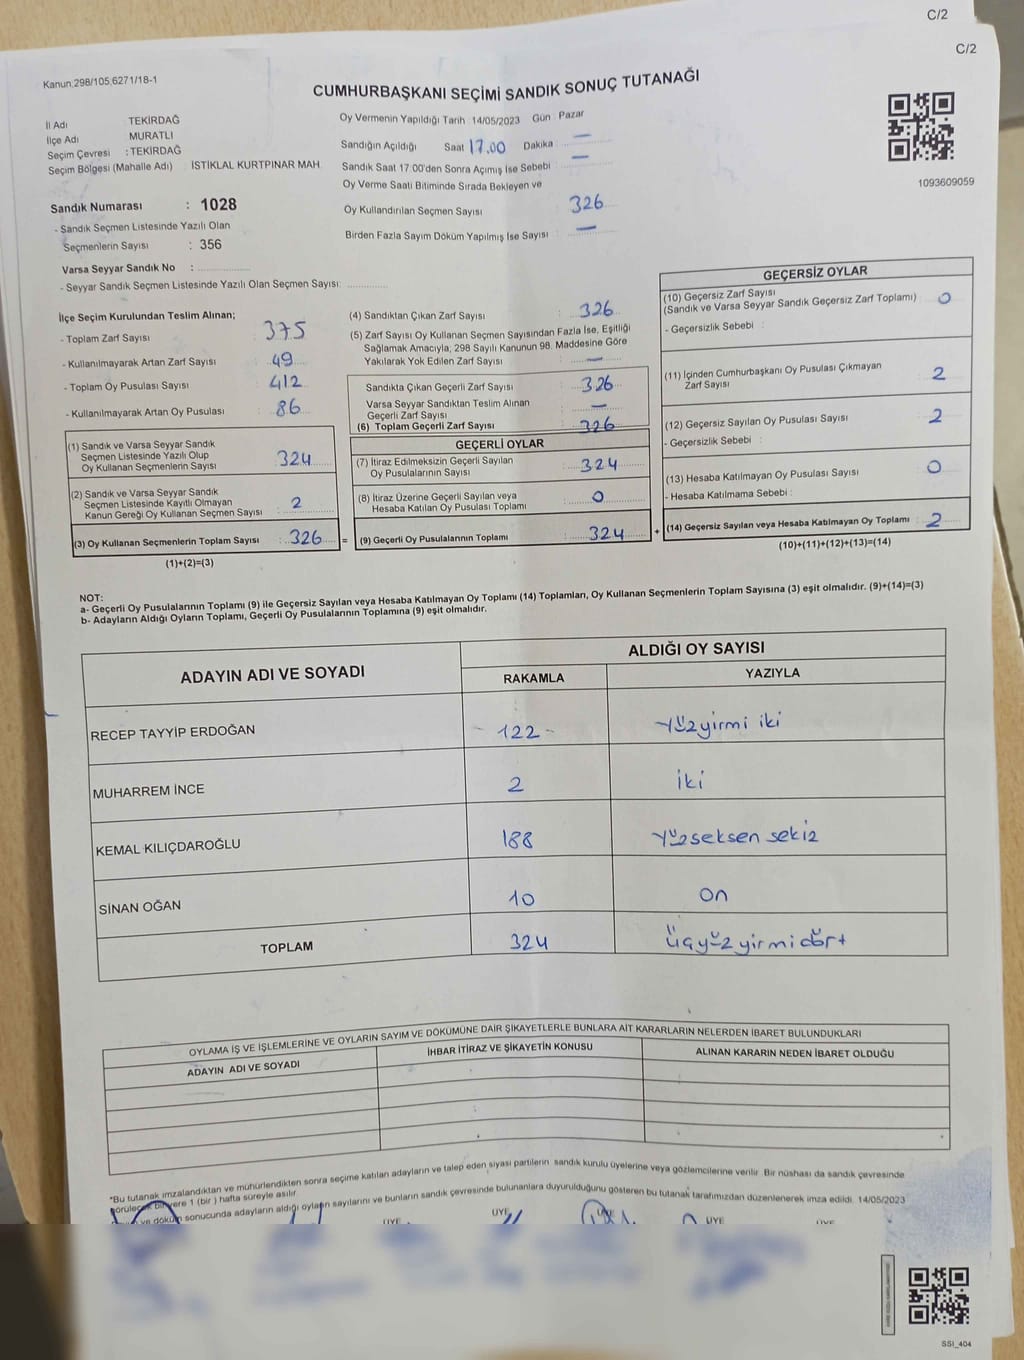 C/2
C/2
Kanun:298/105,6271/18-1
CUMHURBAŞKANI SEÇİMİ SANDIK SONUÇ TUTANAĞI
İl Adı TEKİRDAĞ
İlçe Adı MURATLI
Seçim Çevresi : TEKİRDAĞ
Seçim Bölgesi (Mahalle Adı) İSTİKLAL KURTPINAR MAH.
Sandık Numarası : 1028
- Sandık Seçmen Listesinde Yazılı Olan
Seçmenlerin Sayısı : 356
Varsa Seyyar Sandık No :
- Seyyar Sandık Seçmen Listesinde Yazılı Olan Seçmen Sayısı:
Oy Vermenin Yapıldığı Tarih 14/05/2023 Gün Pazar
Sandığın Açıldığı Saat 17.00 Dakika —
Sandık Saat 17:00'den Sonra Açımış İse Sebebi —
Oy Verme Saati Bitiminde Sırada Bekleyen ve
Oy Kullandırılan Seçmen Sayısı 326
Birden Fazla Sayım Döküm Yapılmış İse Sayısı : —
1093609059
İlçe Seçim Kurulundan Teslim Alınan;
- Toplam Zarf Sayısı : 375
- Kullanılmayarak Artan Zarf Sayısı : 49
- Toplam Oy Pusulası Sayısı : 412
- Kullanılmayarak Artan Oy Pusulası : 86
(1) Sandık ve Varsa Seyyar Sandık
Seçmen Listesinde Yazılı Olup
Oy Kullanan Seçmenlerin Sayısı : 324
(2) Sandık ve Varsa Seyyar Sandık
Seçmen Listesinde Kayıtlı Olmayan
Kanun Gereği Oy Kullanan Seçmen Sayısı : 2
(3) Oy Kullanan Seçmenlerin Toplam Sayısı : 326 =
(1)+(2)=(3)
(4) Sandıktan Çıkan Zarf Sayısı : 326
(5) Zarf Sayısı Oy Kullanan Seçmen Sayısından Fazla İse, Eşitliği
Sağlamak Amacıyla, 298 Sayılı Kanunun 98. Maddesine Göre
Yakılarak Yok Edilen Zarf Sayısı : —
Sandıkta Çıkan Geçerli Zarf Sayısı : 326
Varsa Seyyar Sandıktan Teslim Alınan
Geçerli Zarf Sayısı : —
(6) Toplam Geçerli Zarf Sayısı : 326
GEÇERLİ OYLAR
(7) İtiraz Edilmeksizin Geçerli Sayılan
Oy Pusulalarının Sayısı : 324
(8) İtiraz Üzerine Geçerli Sayılan veya
Hesaba Katılan Oy Pusulası Toplamı : 0
(9) Geçerli Oy Pusulalarının Toplamı : 324 +
GEÇERSİZ OYLAR
(10) Geçersiz Zarf Sayısı
(Sandık ve Varsa Seyyar Sandık Geçersiz Zarf Toplamı) : 0
- Geçersizlik Sebebi :
(11) İçinden Cumhurbaşkanı Oy Pusulası Çıkmayan
Zarf Sayısı : 2
(12) Geçersiz Sayılan Oy Pusulası Sayısı : 2
- Geçersizlik Sebebi :
(13) Hesaba Katılmayan Oy Pusulası Sayısı : 0
- Hesaba Katılmama Sebebi :
(14) Geçersiz Sayılan veya Hesaba Katılmayan Oy Toplamı : 2
(10)+(11)+(12)+(13)=(14)
NOT:
a- Geçerli Oy Pusulalarının Toplamı (9) ile Geçersiz Sayılan veya Hesaba Katılmayan Oy Toplamı (14) Toplamları, Oy Kullanan Seçmenlerin Toplam Sayısına (3) eşit olmalıdır. (9)+(14)=(3)
b- Adayların Aldığı Oyların Toplamı, Geçerli Oy Pusulalarının Toplamına (9) eşit olmalıdır.
ADAYIN ADI VE SOYADI ALDIĞI OY SAYISI
RAKAMLA YAZIYLA
RECEP TAYYİP ERDOĞAN - 122 - Yüzyirmi iki
MUHARREM İNCE 2 iki
KEMAL KILIÇDAROĞLU 188 Yüzseksen sekiz
SİNAN OĞAN 10 on
TOPLAM 324 üçyüz yirmi dört
OYLAMA İŞ VE İŞLEMLERİNE VE OYLARIN SAYIM VE DÖKÜMÜNE DAİR ŞİKAYETLERLE BUNLARA AİT KARARLARIN NELERDEN İBARET BULUNDUKLARI
ADAYIN ADI VE SOYADI İHBAR İTİRAZ VE ŞİKAYETİN KONUSU ALINAN KARARIN NEDEN İBARET OLDUĞU
*Bu tutanak imzalandıktan ve mühürlendikten sonra seçime katılan adayların ve talep eden siyasi partilerin sandık kurulu üyelerine veya gözlemcilerine verilir. Bir nüshası da sandık çevresinde
görülecek bir yere 1 (bir) hafta süreyle asılır.
ve döküm sonucunda adayların aldığı oyların sayılarını ve bunların sandık çevresinde bulunanlara duyurulduğunu gösteren bu tutanak tarafımızdan düzenlenerek imza edildi. 14/05/2023
ÜYE ÜYE ÜYE ÜYE ÜYE
SSI_404